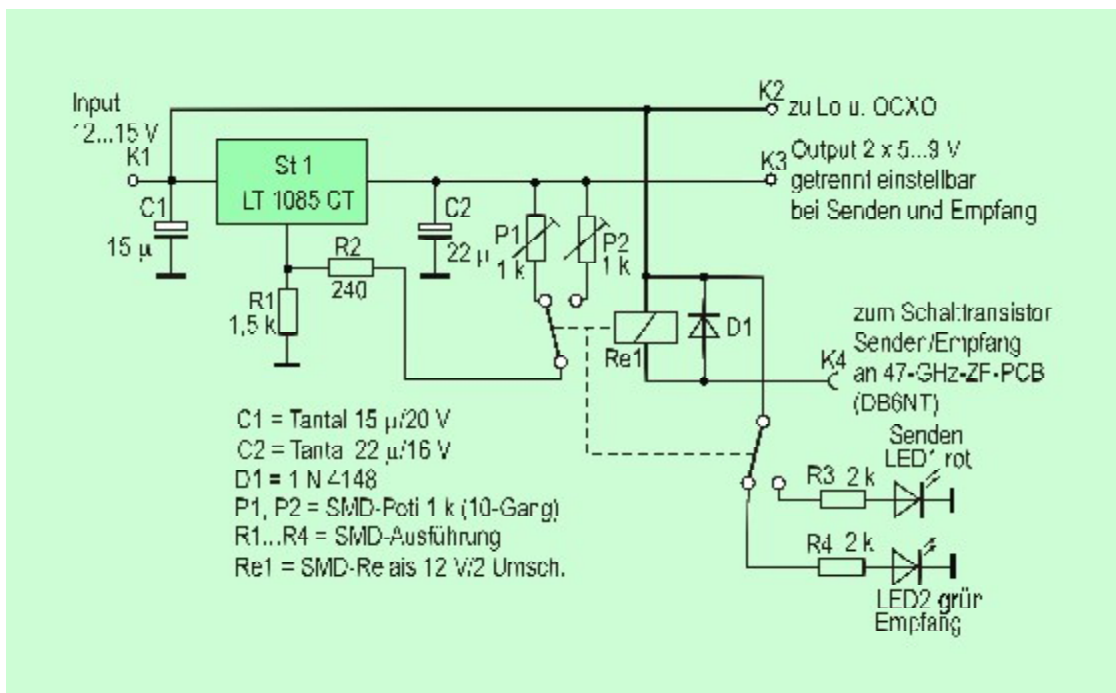 Input
12...15 V
K1
C1
15 µ
St 1
LT 1085 CT
R2
240
R1
1,5 k
C2
22 µ
P1
1 k
P2
1 k
K2
zu Lo u. OCXO
K3
Output 2 x 5...9 V
getrennt einstellbar
bei Senden und Empfang
Re1
D1
K4
zum Schalttransistor
Senden/Empfang
an 47-GHz-ZF-PCB
(DB6NT)
Senden
LED1 rot
R3 2 k
R4 2 k
LED2 grün
Empfang
C1 = Tantal 15 µ/20 V
C2 = Tantal 22 µ/16 V
D1 = 1 N 4148
P1, P2 = SMD-Poti 1 k (10-Gang)
R1...R4 = SMD-Ausführung
Re1 = SMD-Relais 12 V/2 Umsch.